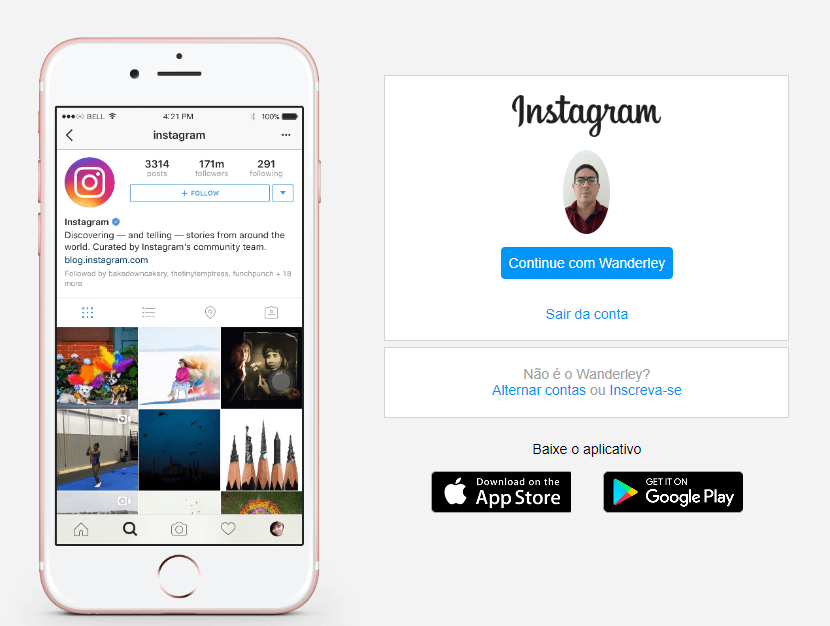 BELL
4:21 PM
100%
instagram
3314
posts
171m
followers
291
following
+ FOLLOW
Instagram
Discovering — and telling — stories from around the
world. Curated by Instagram's community team.
blog.instagram.com
Followed by bakedowncakery, thetinytemptress, funchpunch + 18
more
Instagram
Continue com Wanderley
Sair da conta
Não é o Wanderley?
Alternar contas ou Inscreva-se
Baixe o aplicativo
Download on the
App Store
GET IT ON
Google Play